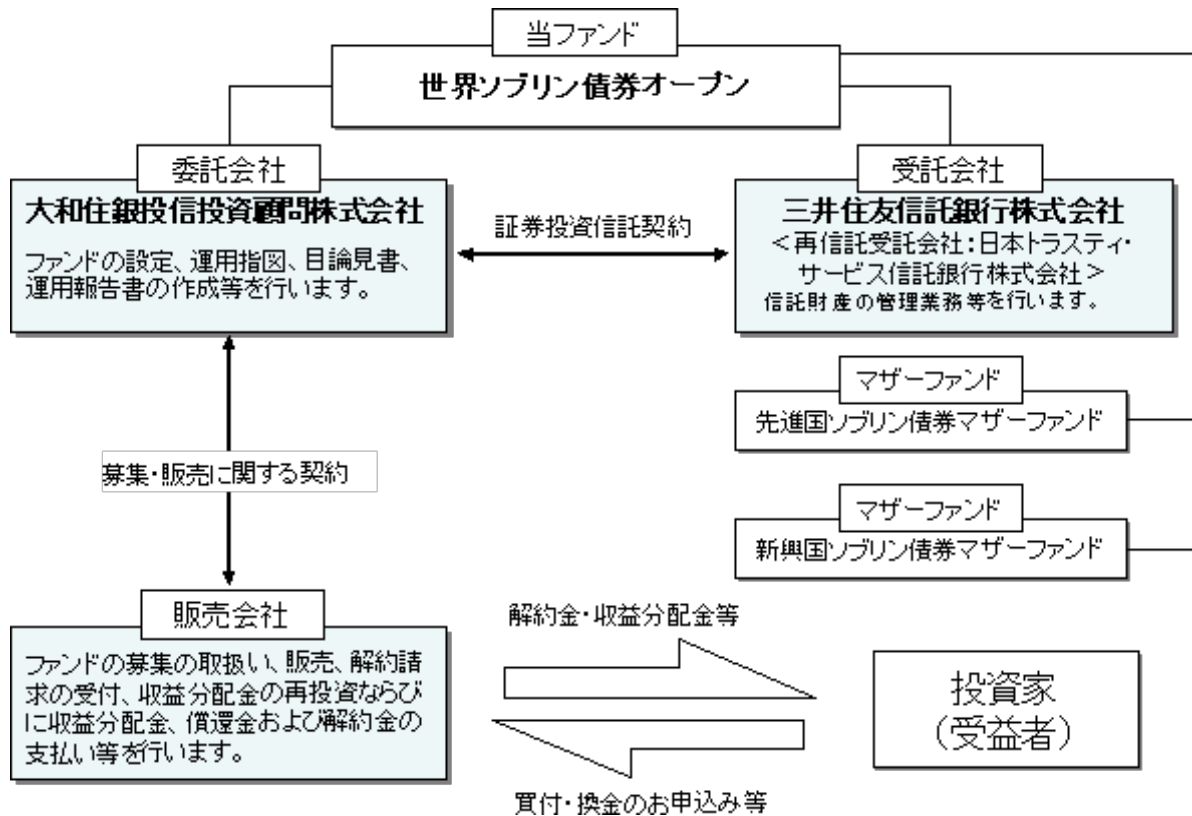 当ファンド
世界ソブリン債券オープン
委託会社
大和住銀投信投資顧問株式会社
ファンドの設定、運用指図、目論見書、
運用報告書の作成等を行います。
証券投資信託契約
受託会社
三井住友信託銀行株式会社
＜再信託受託会社：日本トラスティ・
サービス信託銀行株式会社＞
信託財産の管理業務等を行います。
マザーファンド
先進国ソブリン債券マザーファンド
募集・販売に関する契約
マザーファンド
新興国ソブリン債券マザーファンド
販売会社
ファンドの募集の取扱い、販売、解約請
求の受付、収益分配金の再投資ならび
に収益分配金、償還金および解約金の
支払い等を行います。
解約金・収益分配金等
買付・換金のお申込み等
投資家
（受益者）